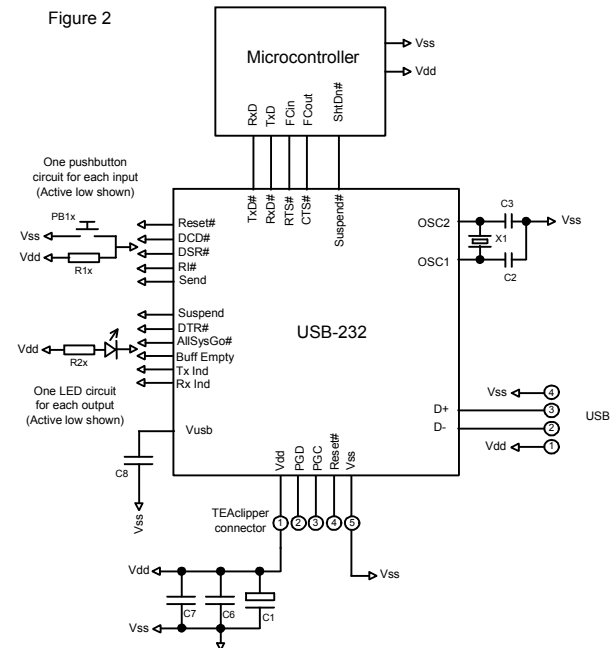 Figure 2
Microcontroller
Vss
Vdd
RxD
TxD
FCin
FCout
ShtDn#
One pushbutton
circuit for each input
(Active low shown)
PB1x
Vss
Vdd
R1x
TxD#
RxD#
RTS#
CTS#
Suspend#
Reset#
DCD#
DSR#
RI#
Send
OSC2
OSC1
C3
X1
C2
Vss
Suspend
DTR#
AllSysGo#
Buff Empty
Tx Ind
Rx Ind
USB-232
Vdd
R2x
One LED circuit
for each output
(Active low shown)
Vusb
C8
Vss
D+
D-
Vss
4
3
2
Vdd
1
USB
Vdd
PGD
PGC
Reset#
Vss
TEAclipper
connector
1
2
3
4
5
Vss
Vdd
C7
C6
C1
Vss